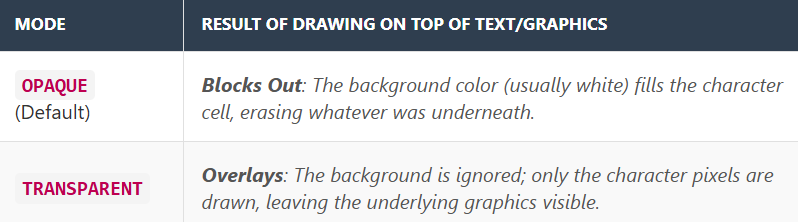 MODE RESULT OF DRAWING ON TOP OF TEXT/GRAPHICS
OPAQUE
(Default)
Blocks Out: The background color (usually white) fills the character
cell, erasing whatever was underneath.
TRANSPARENT
Overlays: The background is ignored; only the character pixels are
drawn, leaving the underlying graphics visible.